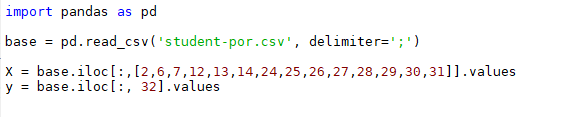 import pandas as pd
base = pd.read_csv('student-por.csv', delimiter=';')
X = base.iloc[:,[2,6,7,12,13,14,24,25,26,27,28,29,30,31]].values
y = base.iloc[:, 32].values